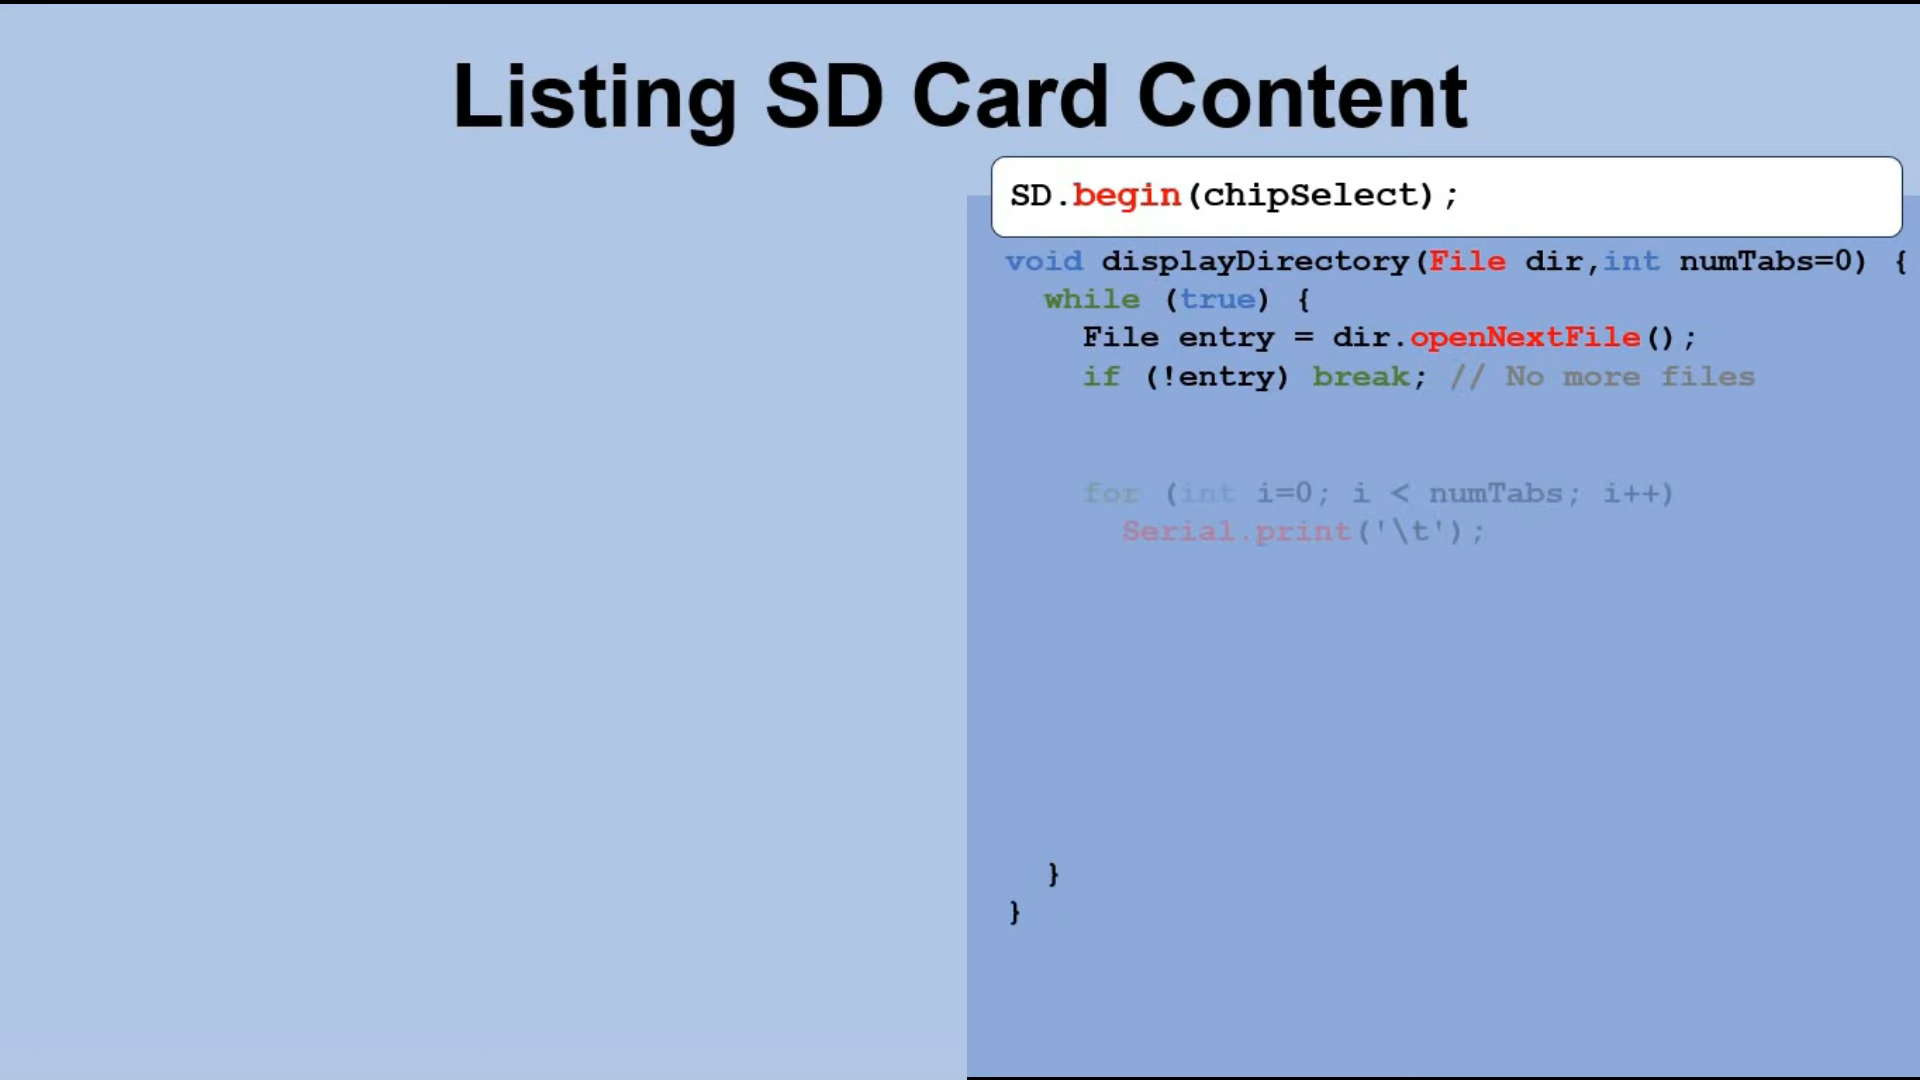 Listing SD Card Content
SD.begin(chipSelect);
void displayDirectory(File dir,int numTabs=0) {
while (true) {
File entry = dir.openNextFile();
if (!entry) break; // No more files
for (int i=0; i < numTabs; i++)
Serial.print('\t');
}
}